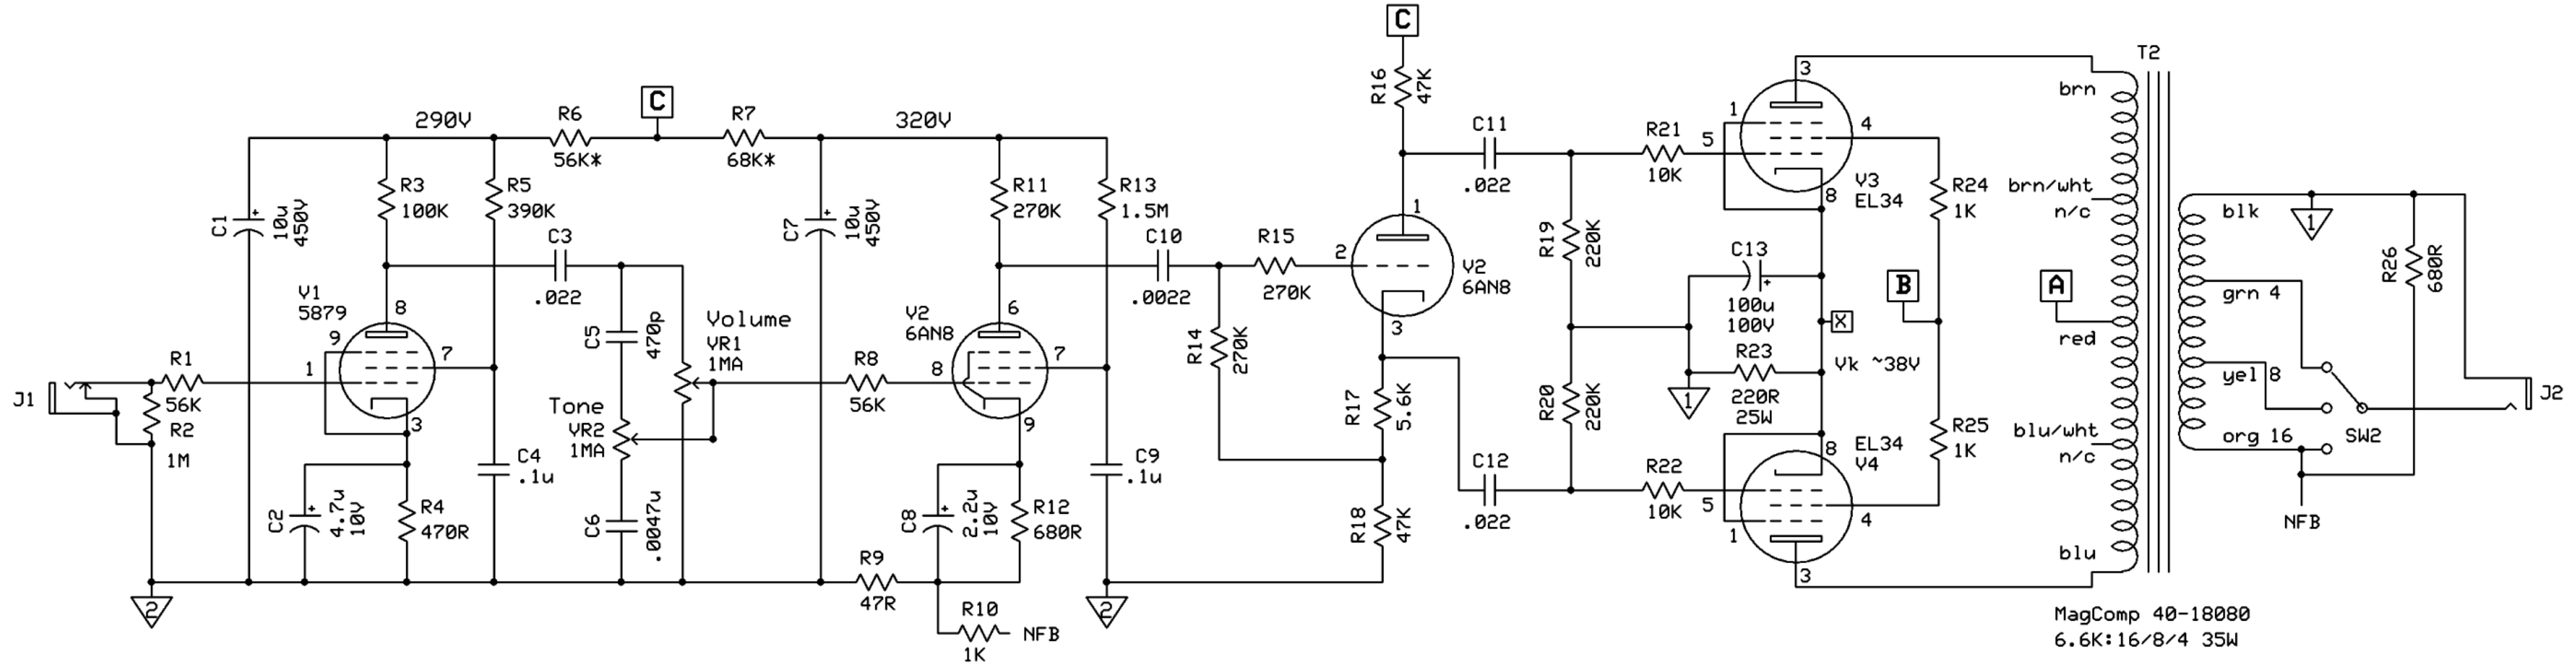 C
R16
47K
T2
3
brn
1
5
4
C11
.022
R21
10K
V3
EL34
8
R24
1K
brn/wht
n/c
290V
R6
56K*
C
R7
68K*
320V
R3
100K
R5
390K
R11
270K
R13
1.5M
C1
10u
450V
C3
.022
C7
10u
450V
C10
.0022
R15
270K
1
2
V2
6AN8
3
R19
220K
C13
100u
100V
X
R23
220R
25W
Vk ~38V
1
B
A
red
blk
1
R26
680R
grn 4
yel 8
org 16
SW2
J2
NFB
V1
5879
8
9
1
7
3
C5
470p
Volume
VR1
1MA
Tone
VR2
1MA
V2
6AN8
6
8
7
9
R14
270K
R17
5.6K
R20
220K
J1
R1
56K
R2
1M
R8
56K
C4
.1u
C9
.1u
C2
4.7u
10V
R4
470R
C6
.0047u
C8
2.2u
10V
R12
680R
R18
47K
C12
.022
R22
10K
EL34
V4
8
5
1
4
3
R25
1K
blu/wht
n/c
blu
2
R9
47R
R10
1K
NFB
2
MagComp 40-18080
6.6K:16/8/4 35W